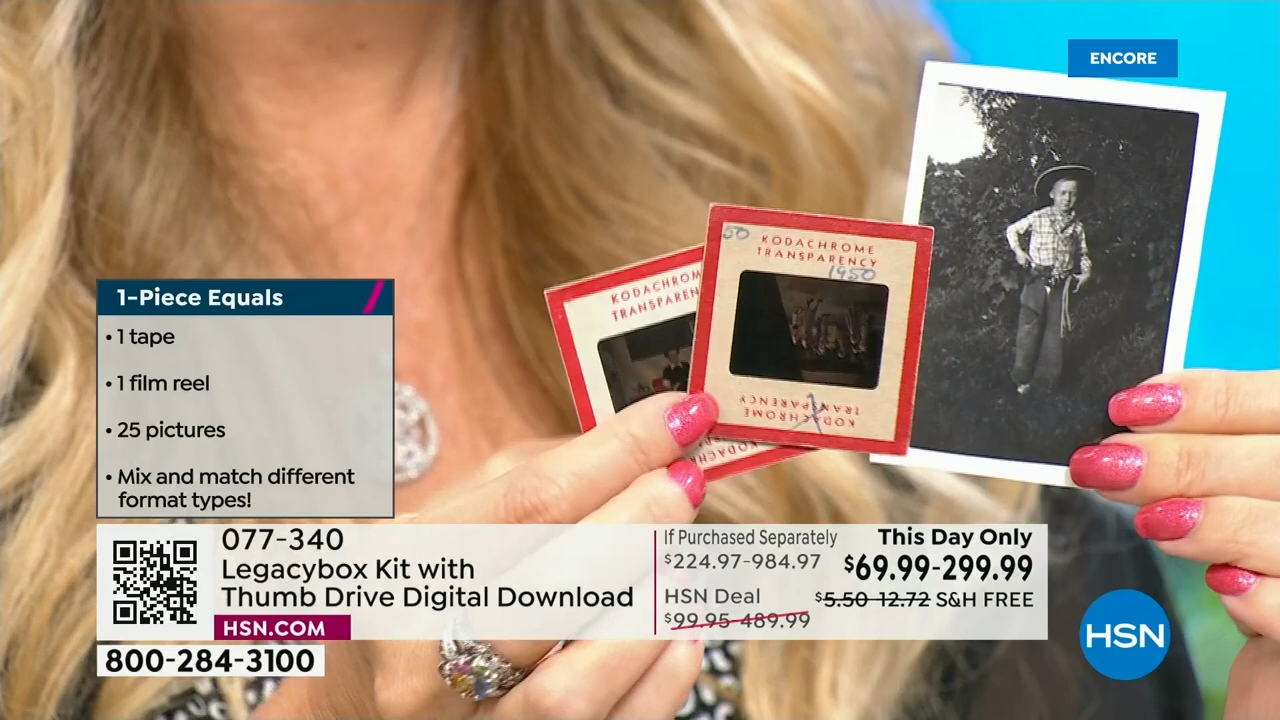 ENCORE
50 KODACHROME
TRANSPARENCY
1950
KODACHROME
TRANSPARENCY
KODACHROM
TRANSPAREN
1-Piece Equals
• 1 tape
• 1 film reel
• 25 pictures
• Mix and match different
format types!
077-340
Legacybox Kit with
Thumb Drive Digital Download
HSN.COM
800-284-3100
If Purchased Separately
$224.97-984.97
HSN Deal
$99.95-489.99
This Day Only
$69.99-299.99
$5.50-12.72 S&H FREE
HSN